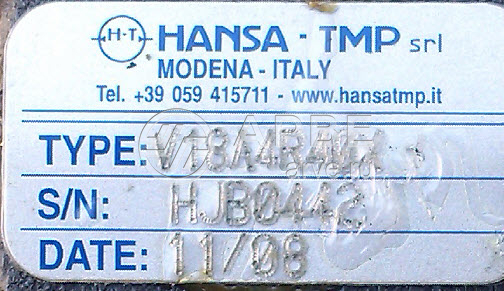 H-T HANSA - TMP srl
MODENA - ITALY
Tel. +39 059 415711 - www.hansatmp.it
TYPE:
S/N: HJB0442
DATE: 11/08